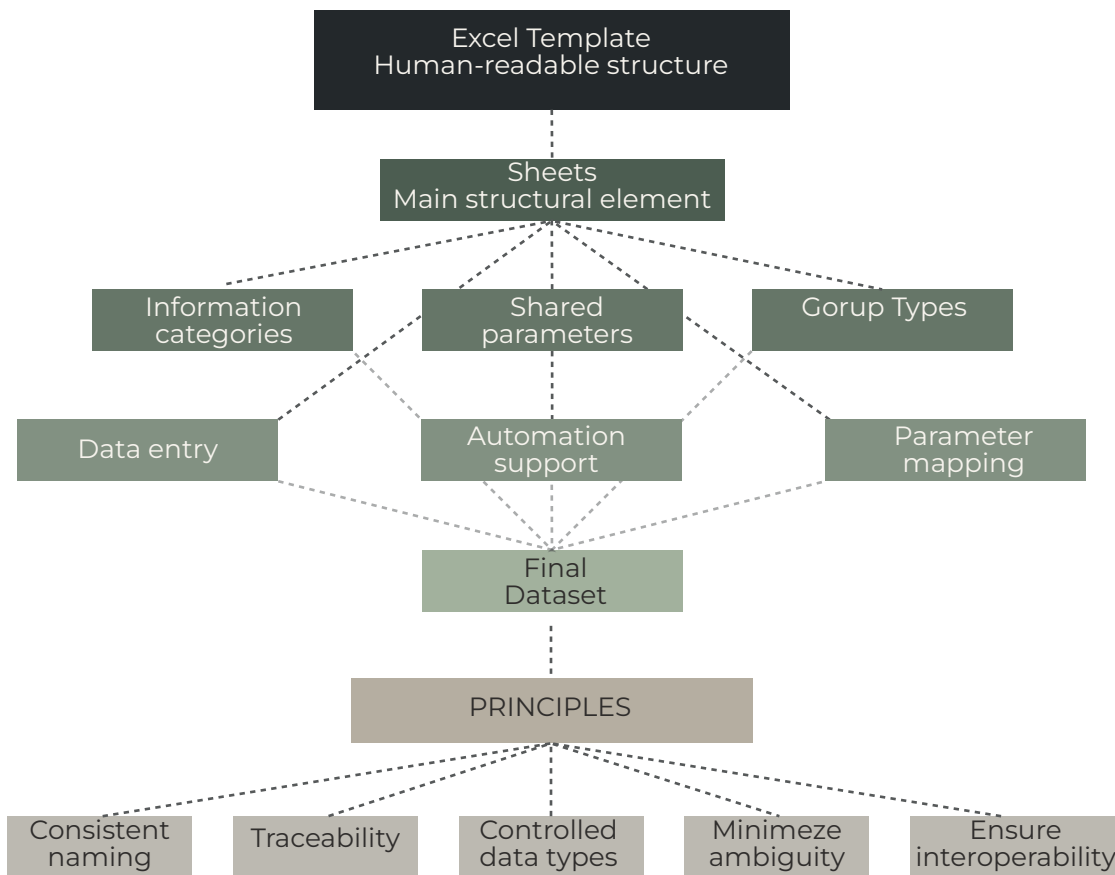 Excel Template
Human-readable structure
Sheets
Main structural element
Information
categories
Shared
parameters
Gorup Types
Data entry
Automation
support
Parameter
mapping
Final
Dataset
PRINCIPLES
Consistent
naming
Traceability
Controlled
data types
Minimeze
ambiguity
Ensure
interoperability